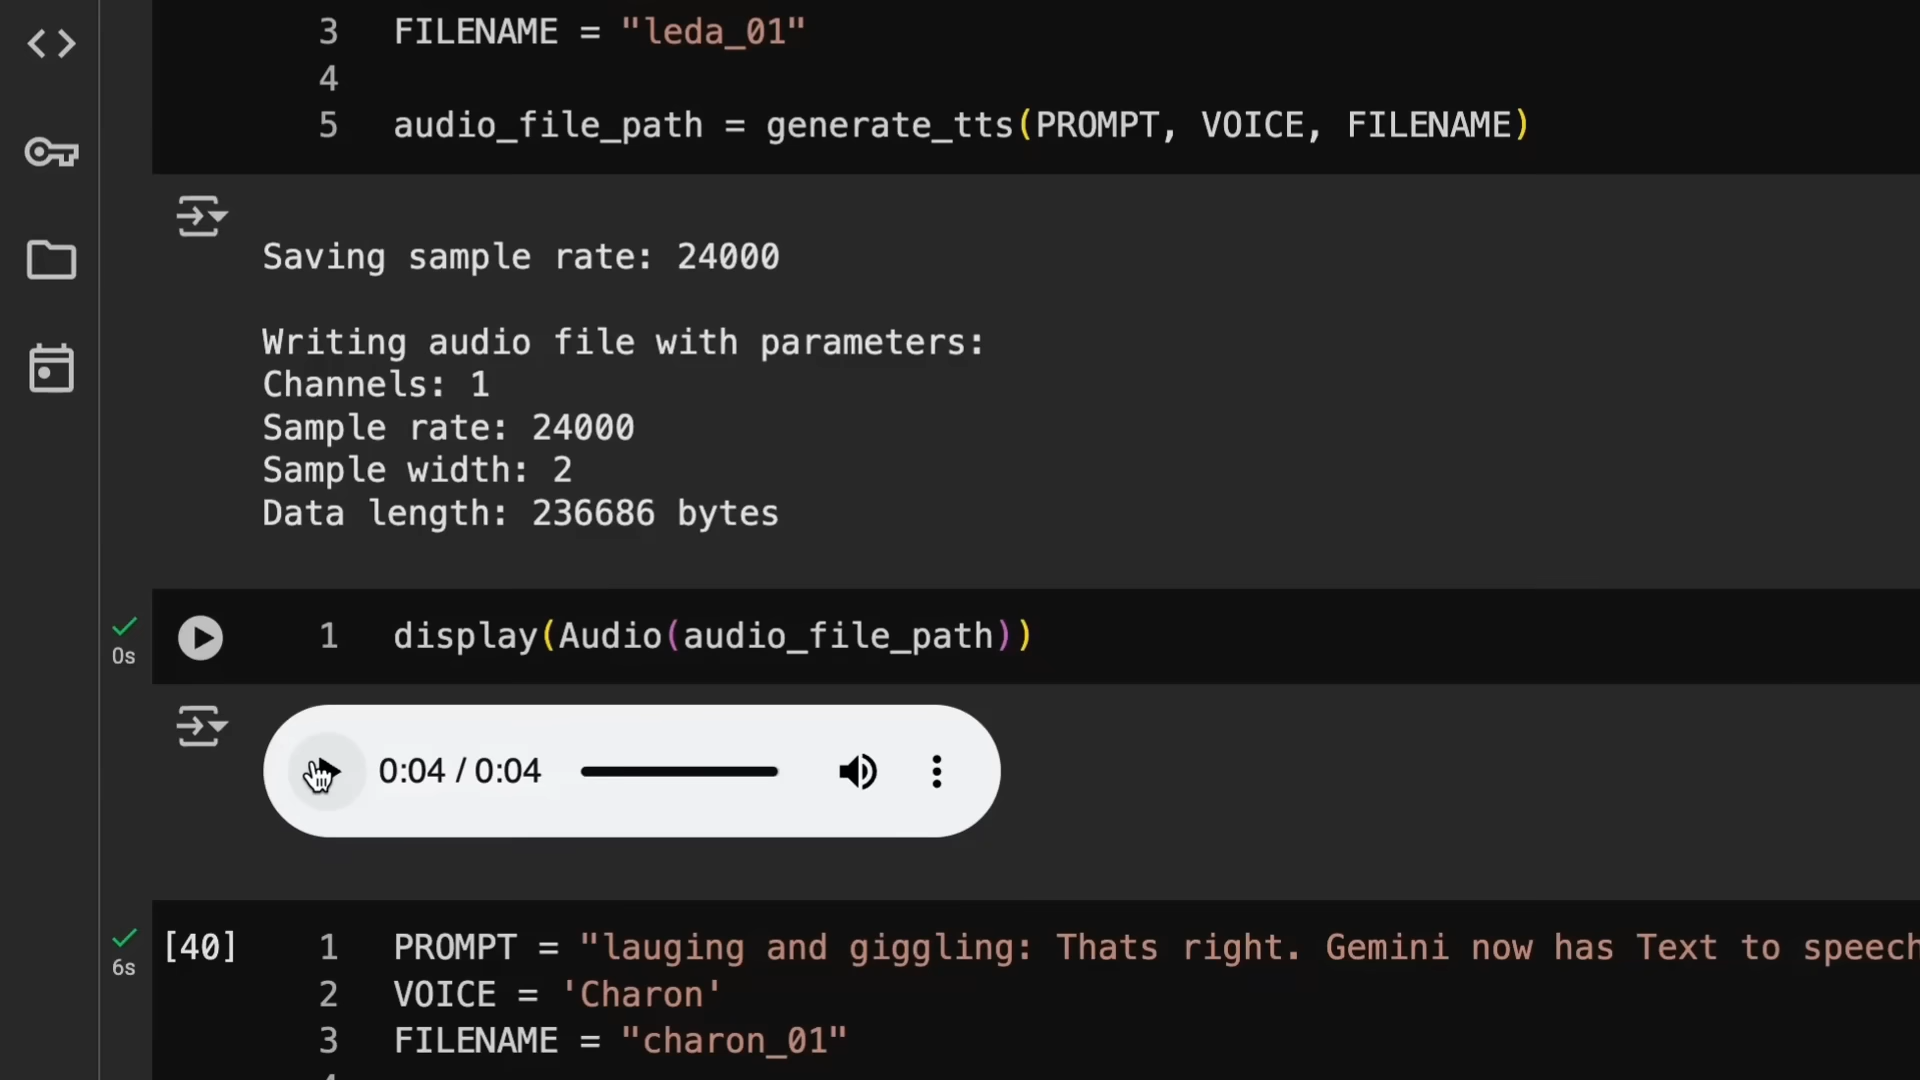 3 FILENAME = "leda_01"
4
5 audio_file_path = generate_tts(PROMPT, VOICE, FILENAME)
Saving sample rate: 24000
Writing audio file with parameters:
Channels: 1
Sample rate: 24000
Sample width: 2
Data length: 236686 bytes
0s
1 display(Audio(audio_file_path))
0:04 / 0:04
[40] 1 PROMPT = "lauging and giggling: Thats right. Gemini now has Text to speech
6s
2 VOICE = 'Charon'
3 FILENAME = "charon_01"